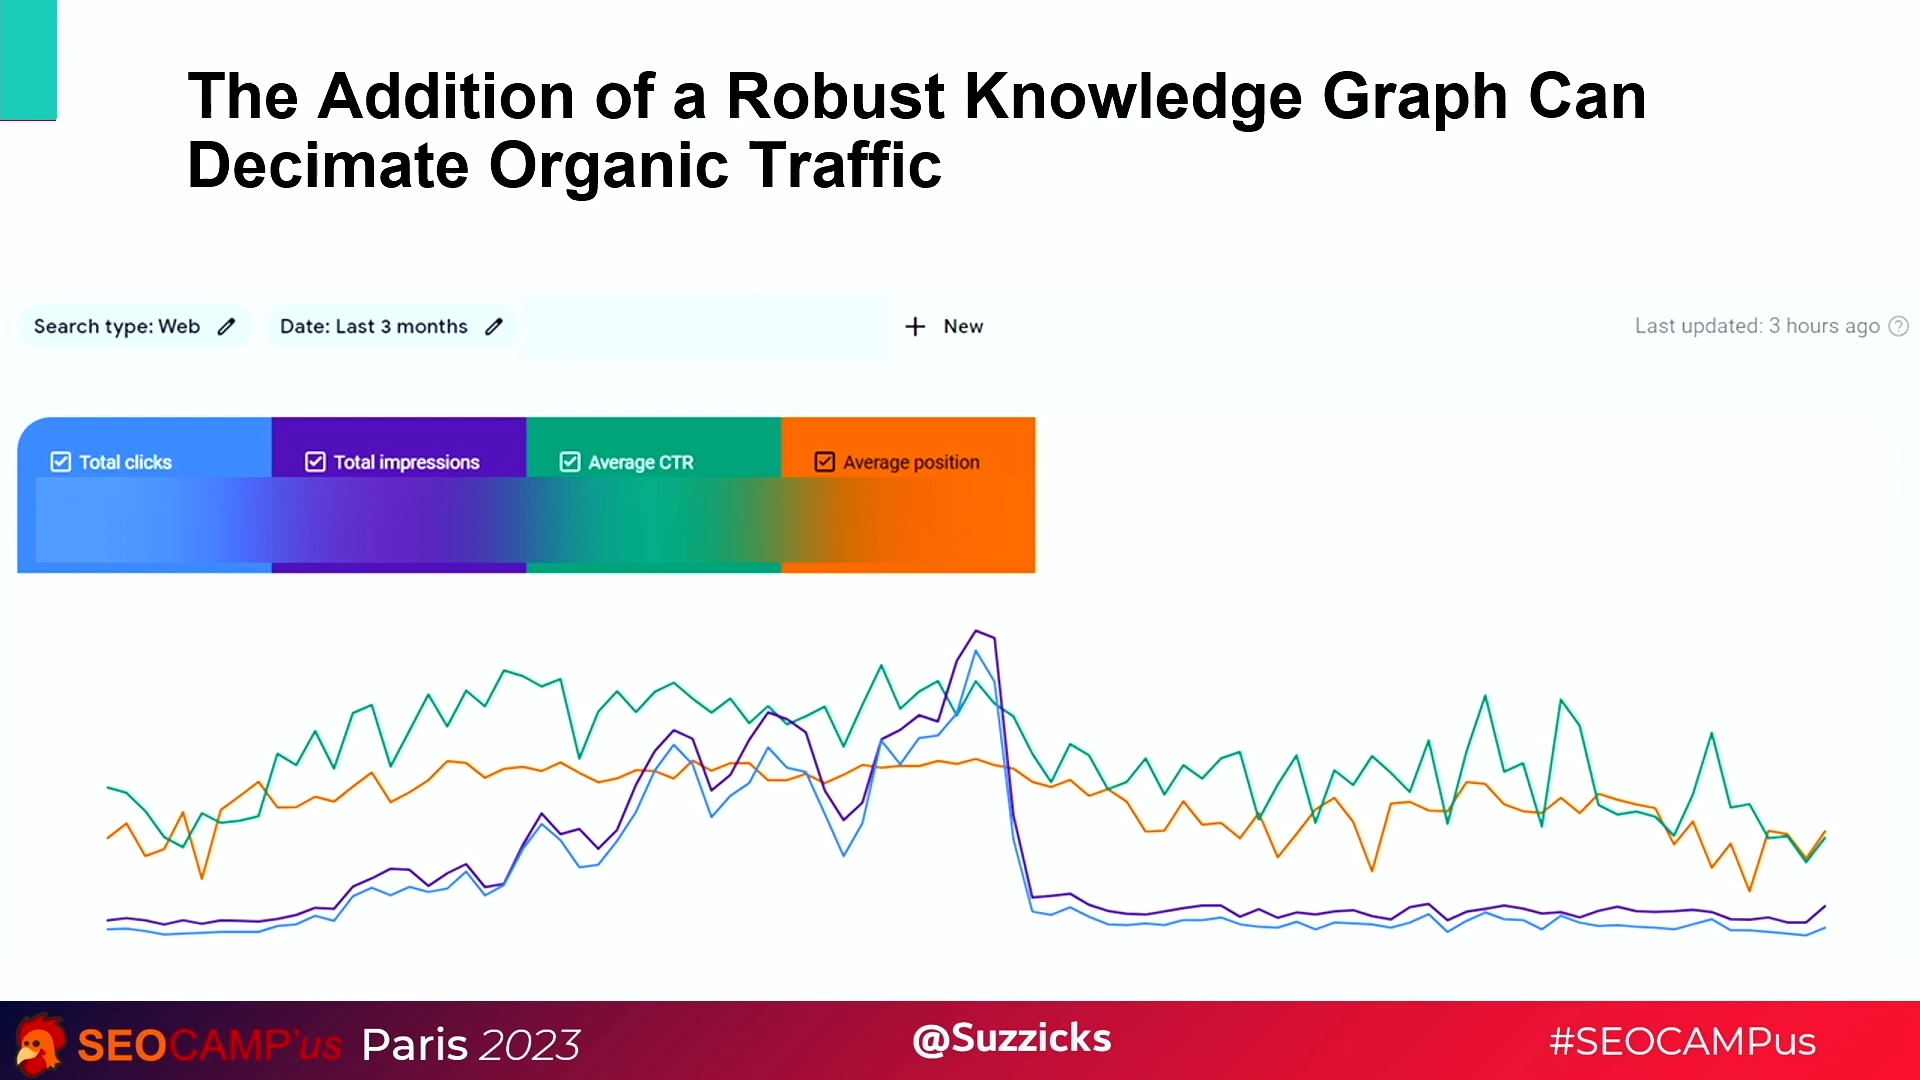 The Addition of a Robust Knowledge Graph Can
Decimate Organic Traffic
Search type: Web
Date: Last 3 months
+ New
Last updated: 3 hours ago ?
Total clicks
Total impressions
Average CTR
Average position
SEOCAMP'us Paris 2023
@Suzzicks
#SEOCAMPus